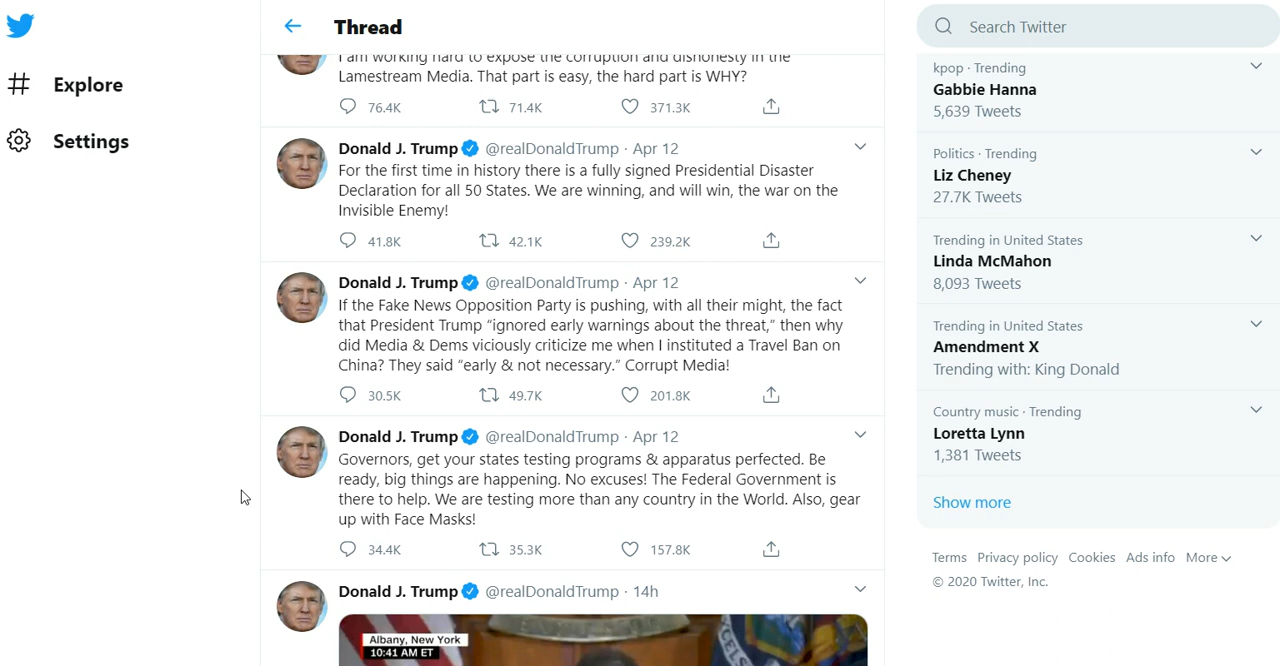 Explore
Settings
Thread
I am working hard to expose the corruption and dishonesty in the
Lamestream Media. That part is easy, the hard part is WHY?
76.4K 71.4K 371.3K
Donald J. Trump @realDonaldTrump · Apr 12
For the first time in history there is a fully signed Presidential Disaster
Declaration for all 50 States. We are winning, and will win, the war on the
Invisible Enemy!
41.8K 42.1K 239.2K
Donald J. Trump @realDonaldTrump · Apr 12
If the Fake News Opposition Party is pushing, with all their might, the fact
that President Trump “ignored early warnings about the threat,” then why
did Media & Dems viciously criticize me when I instituted a Travel Ban on
China? They said “early & not necessary.” Corrupt Media!
30.5K 49.7K 201.8K
Donald J. Trump @realDonaldTrump · Apr 12
Governors, get your states testing programs & apparatus perfected. Be
ready, big things are happening. No excuses! The Federal Government is
there to help. We are testing more than any country in the World. Also, gear
up with Face Masks!
34.4K 35.3K 157.8K
Donald J. Trump @realDonaldTrump · 14h
Albany, New York
10:41 AM ET
Search Twitter
kpop · Trending
Gabbie Hanna
5,639 Tweets
Politics · Trending
Liz Cheney
27.7K Tweets
Trending in United States
Linda McMahon
8,093 Tweets
Trending in United States
Amendment X
Trending with: King Donald
Country music · Trending
Loretta Lynn
1,381 Tweets
Show more
Terms Privacy policy Cookies Ads info More
© 2020 Twitter, Inc.